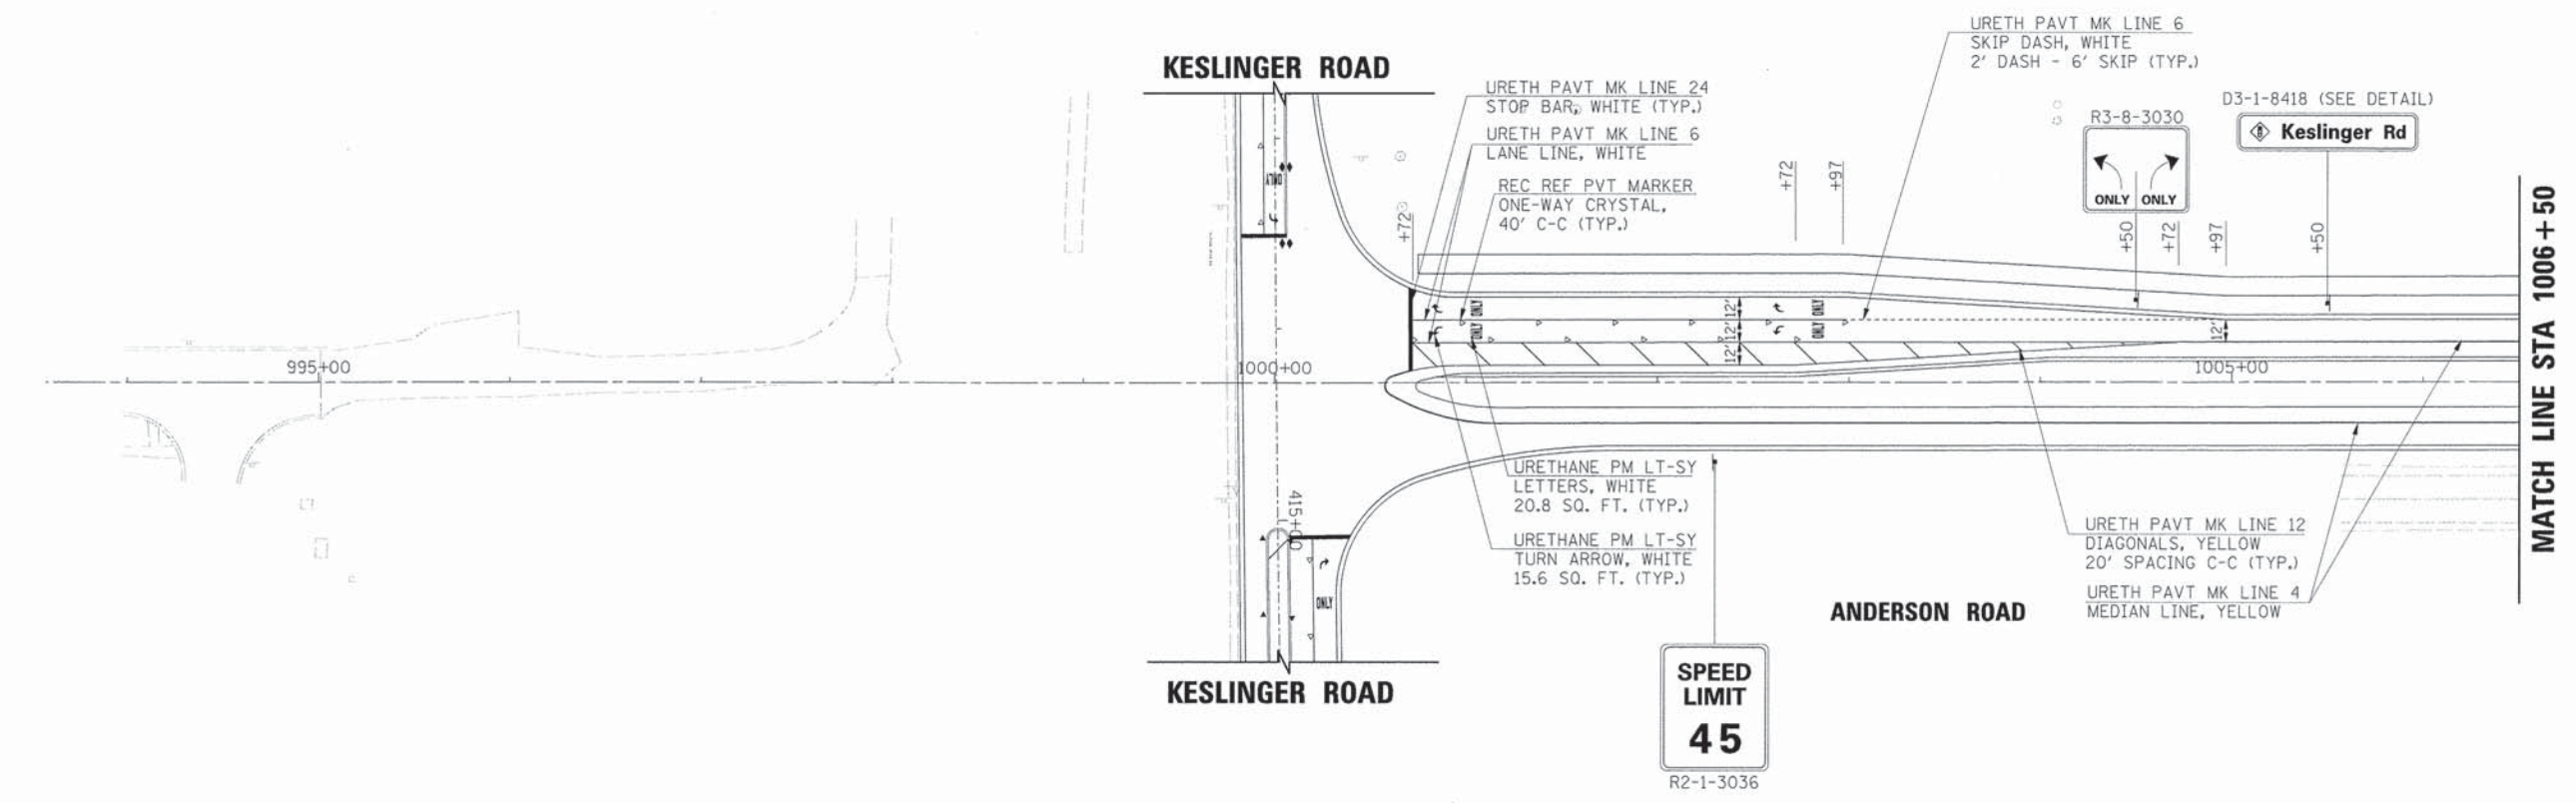 KESLINGER ROAD
URETH PAVT MK LINE 24
STOP BAR, WHITE (TYP.)
URETH PAVT MK LINE 6
LANE LINE, WHITE
REC REF PVT MARKER
ONE-WAY CRYSTAL,
40' C-C (TYP.)
URETH PAVT MK LINE 6
SKIP DASH, WHITE
2' DASH - 6' SKIP (TYP.)
R3-8-3030
ONLY ONLY
D3-1-8418 (SEE DETAIL)
Keslinger Rd
+72
+72
+97
+50
+72
+97
+50
ONLY
ONLY
ONLY
ONLY
ONLY
12'
12'
12'
12'
995+00
1000+00
1005+00
MATCH LINE STA 1006+50
415+00
ONLY
URETHANE PM LT-SY
LETTERS, WHITE
20.8 SQ. FT. (TYP.)
URETHANE PM LT-SY
TURN ARROW, WHITE
15.6 SQ. FT. (TYP.)
URETH PAVT MK LINE 12
DIAGONALS, YELLOW
20' SPACING C-C (TYP.)
URETH PAVT MK LINE 4
MEDIAN LINE, YELLOW
ANDERSON ROAD
KESLINGER ROAD
SPEED
LIMIT
45
R2-1-3036